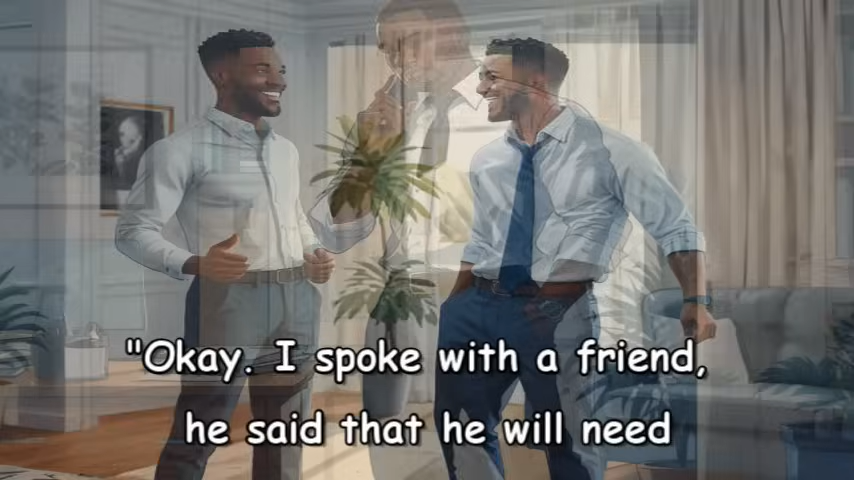 "Okay. I spoke with a friend,
he said that he will need